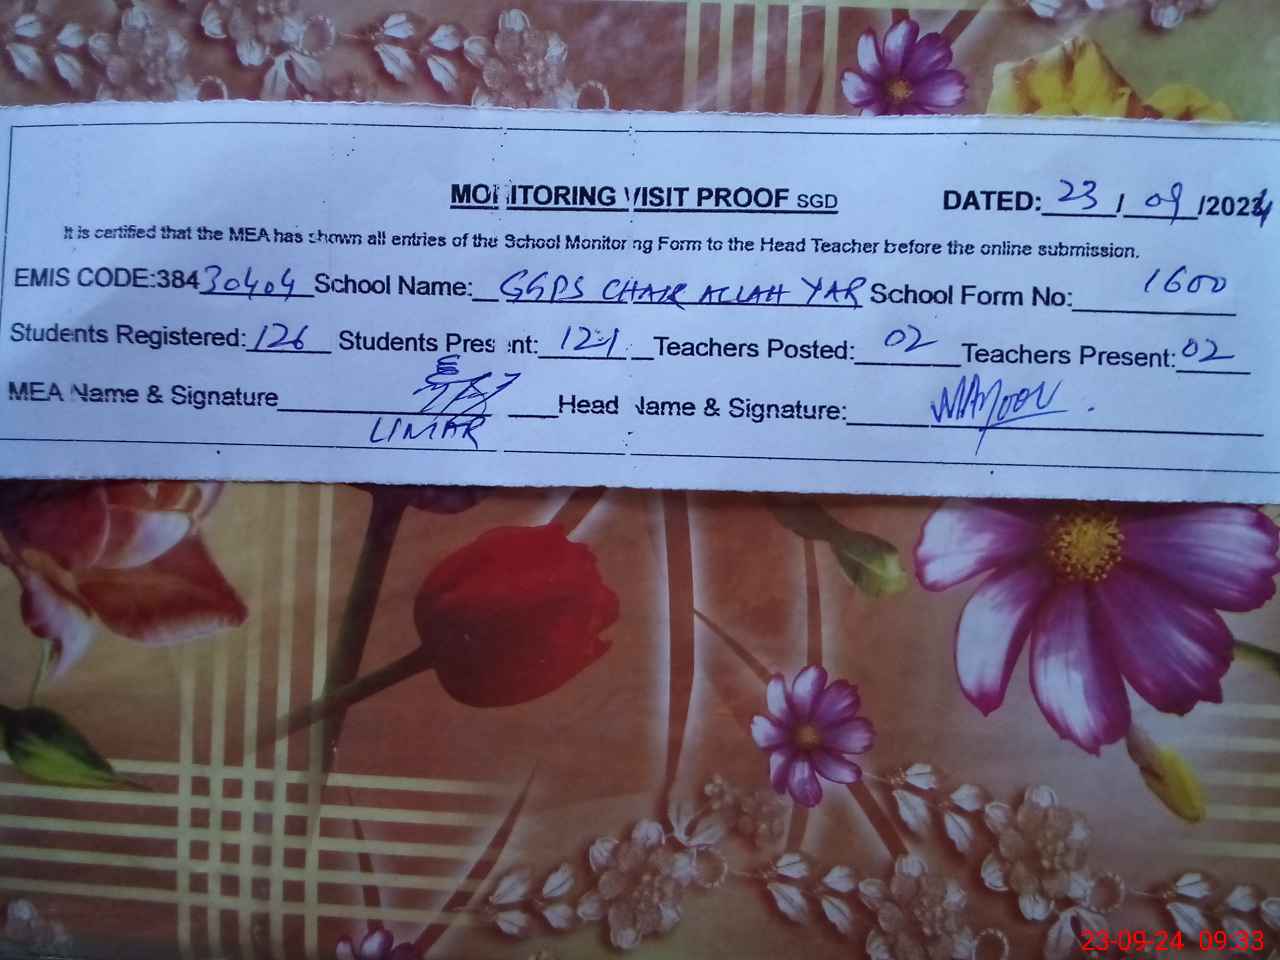 MONITORING VISIT PROOF SGD DATED: 23/09/2024
It is certified that the MEA has shown all entries of the School Monitoring Form to the Head Teacher before the online submission.
EMIS CODE:38430404 School Name: GGPS CHAK ALLAH YAR School Form No: 1600
Students Registered: 126 Students Present: 121 Teachers Posted: 02 Teachers Present: 02
MEA Name & Signature Head Name & Signature:
UMAR
23-09-24 09:33